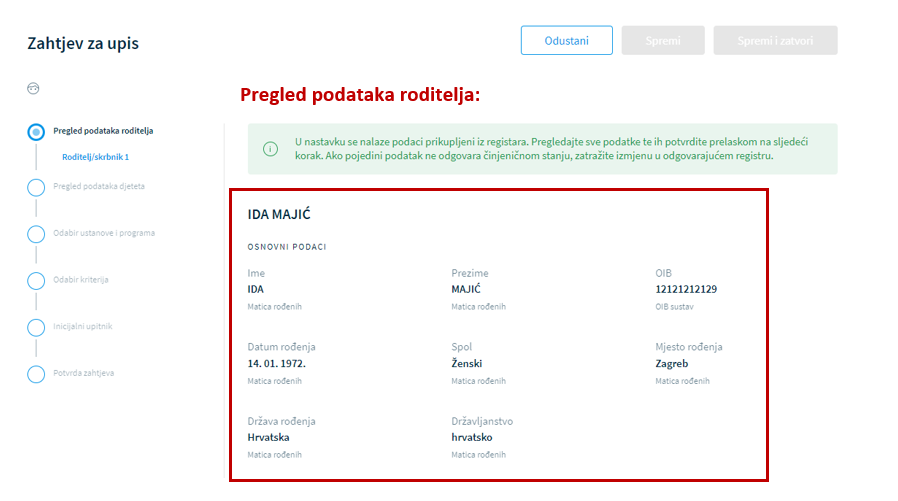 Zahtjev za upis
Odustani
Spremi
Spremi i zatvori
Pregled podataka roditelja:
Pregled podataka roditelja
Roditelj/skrbnik 1
Pregled podataka djeteta
Odabir ustanove i programa
Odabir kriterija
Inicijalni upitnik
Potvrda zahtjeva
U nastavku se nalaze podaci prikupljeni iz registara. Pregledajte sve podatke te ih potvrdite prelaskom na sljedeći
korak. Ako pojedini podatak ne odgovara činjeničnom stanju, zatražite izmjenu u odgovarajućem registru.
IDA MAJIĆ
OSNOVNI PODACI
Ime Prezime OIB
IDA MAJIĆ 12121212129
Matica rođenih Matica rođenih OIB sustav
Datum rođenja Spol Mjesto rođenja
14. 01. 1972. Ženski Zagreb
Matica rođenih Matica rođenih Matica rođenih
Država rođenja Državljanstvo
Hrvatska hrvatsko
Matica rođenih Matica rođenih